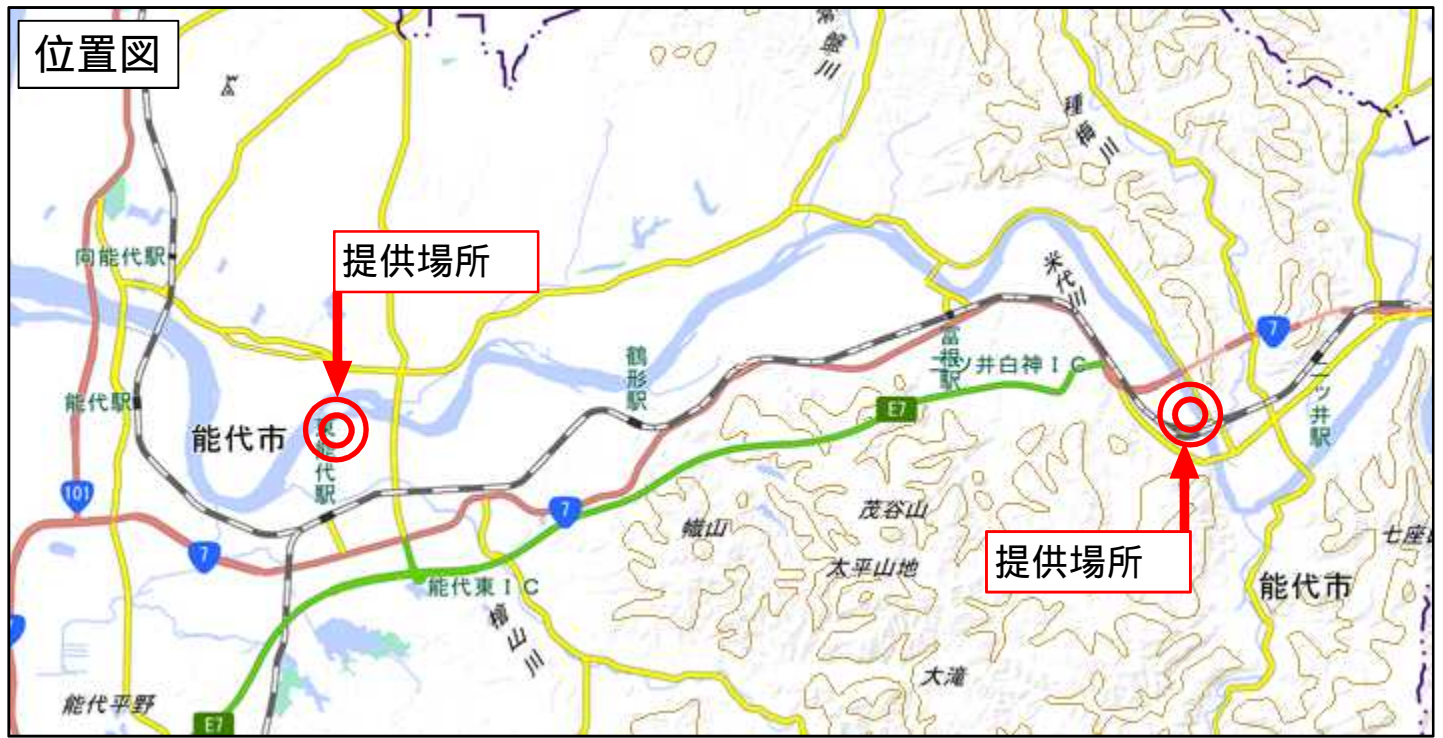 位置図
種梅川
向能代駅
提供場所
米代川
7
鶴形駅
富根駅
二ツ井白神IC
二ツ井駅
能代駅
E7
能代市
東能代駅
101
7
7
茂谷山
提供場所
太平山地
能代東IC
能代市
檜山川
大滝
能代平野
E7